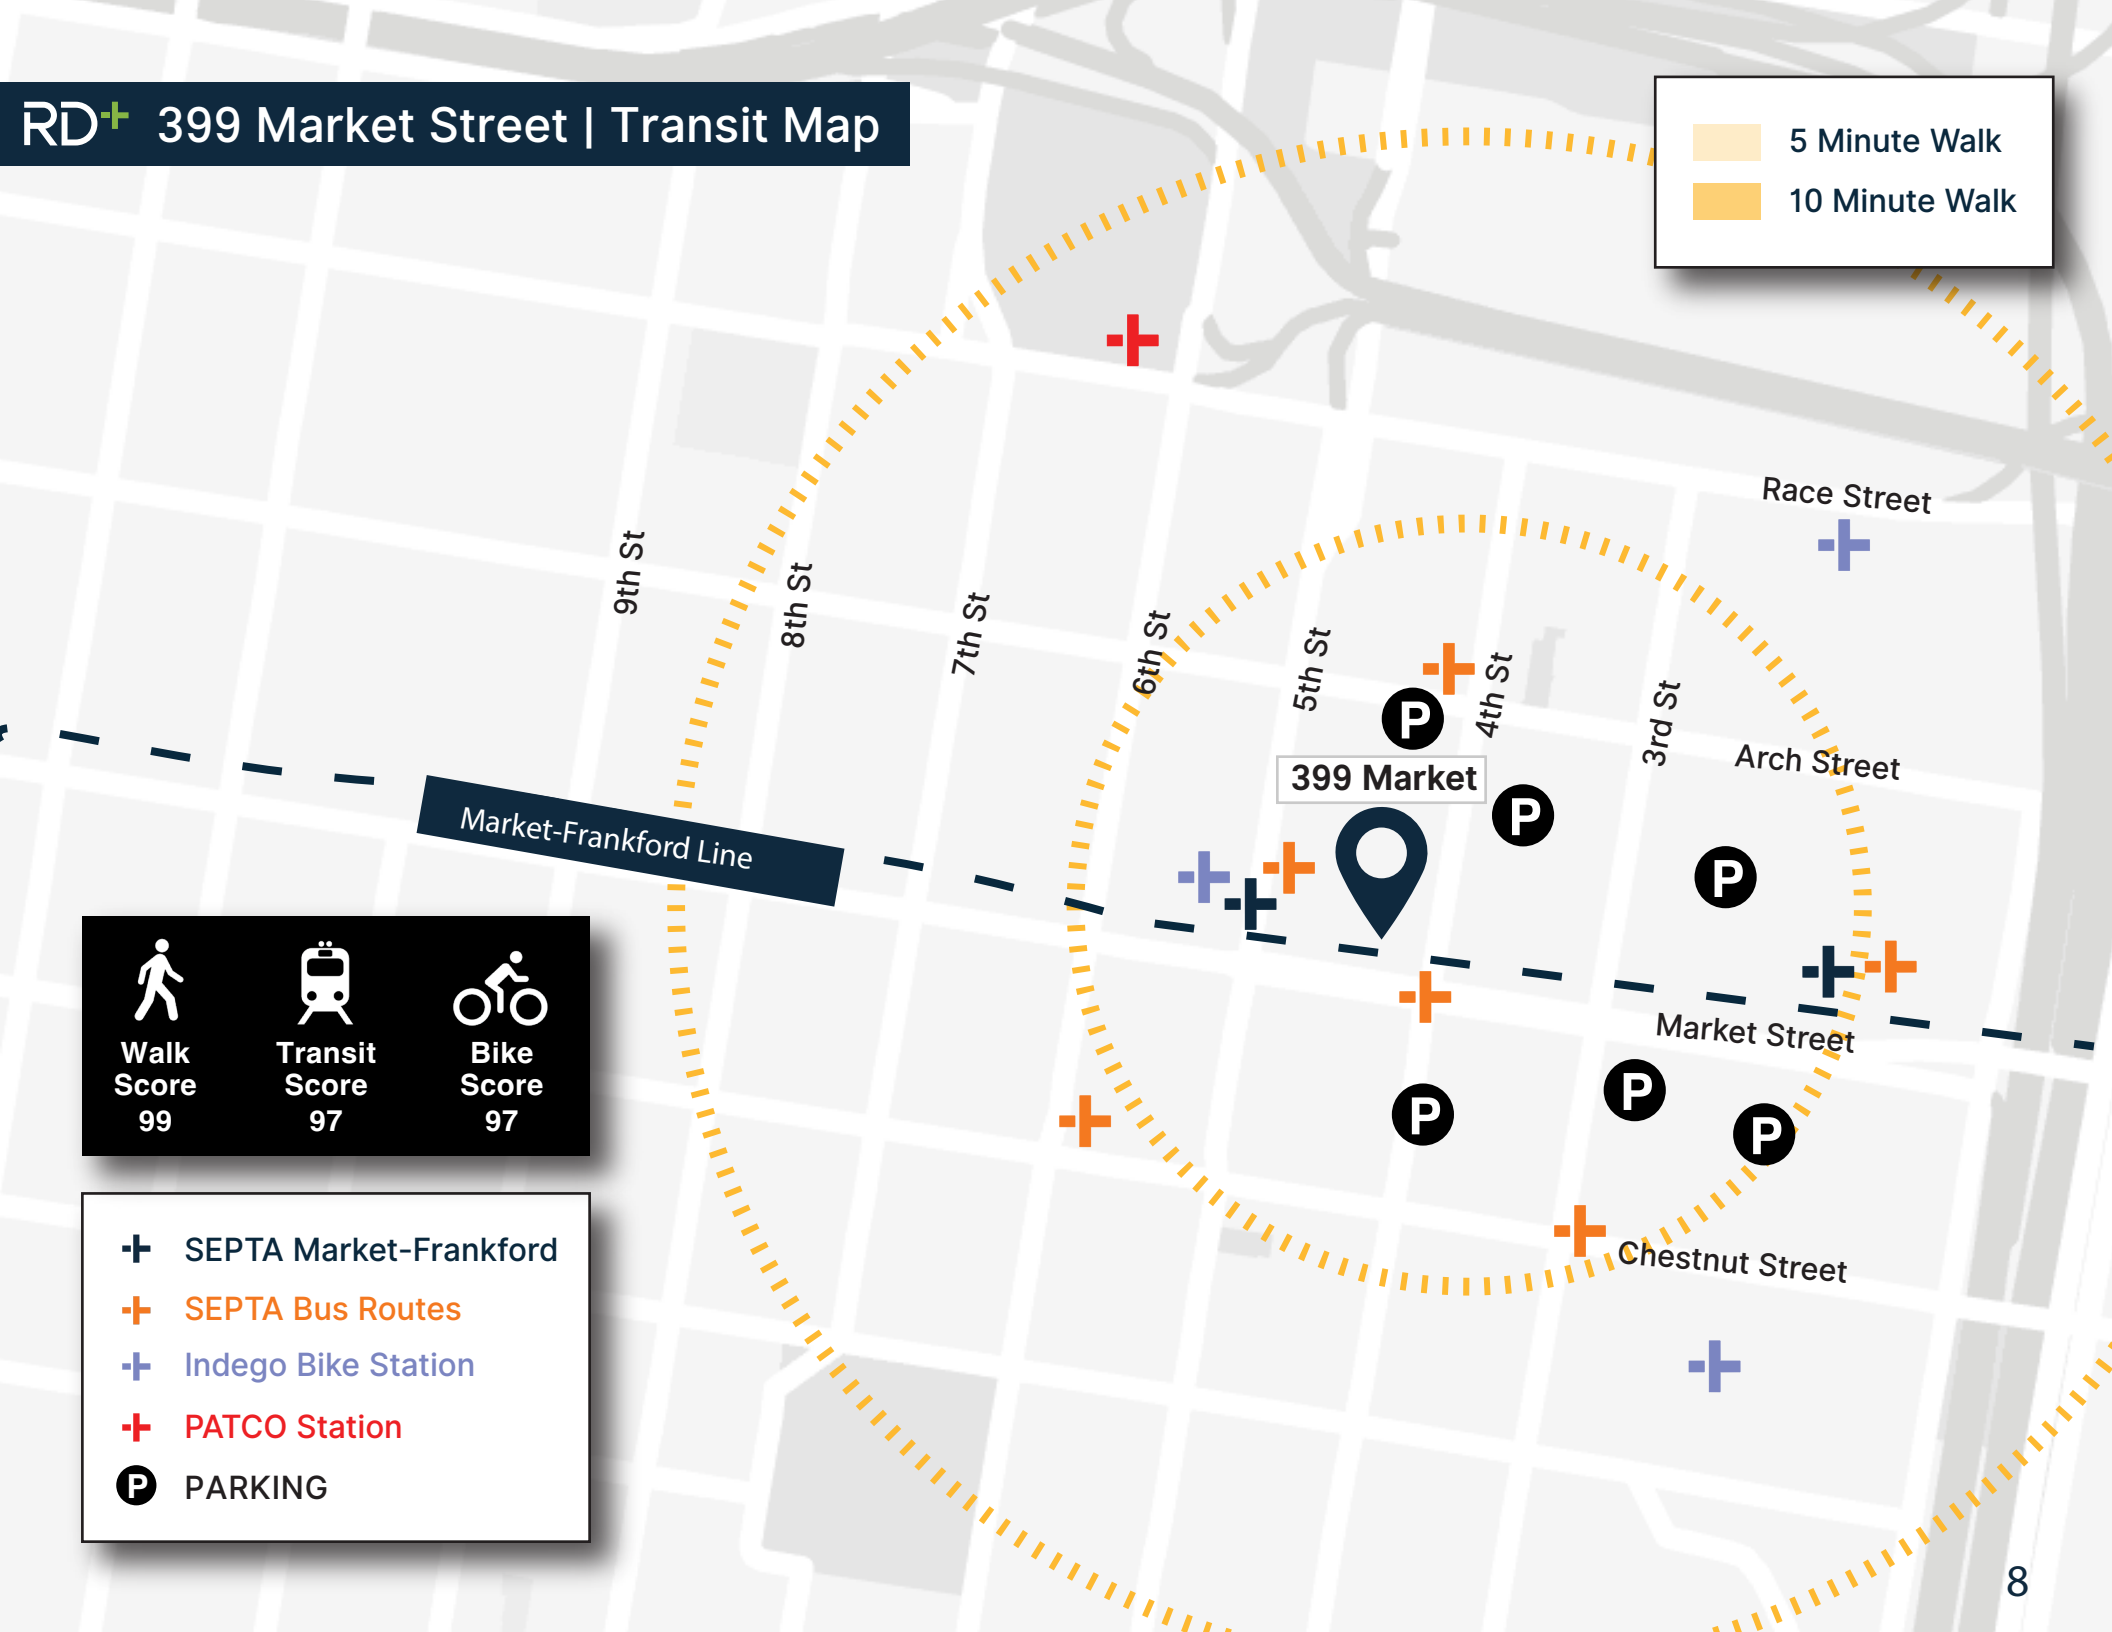 RD+ 399 Market Street | Transit Map
5 Minute Walk
10 Minute Walk
Race Street
9th St
8th St
7th St
6th St
5th St
4th St
3rd St
P
Arch Street
399 Market
P
Market-Frankford Line
P
Market Street
P
P
P
Chestnut Street
Walk Score 99
Transit Score 97
Bike Score 97
SEPTA Market-Frankford
SEPTA Bus Routes
Indego Bike Station
PATCO Station
P PARKING
8